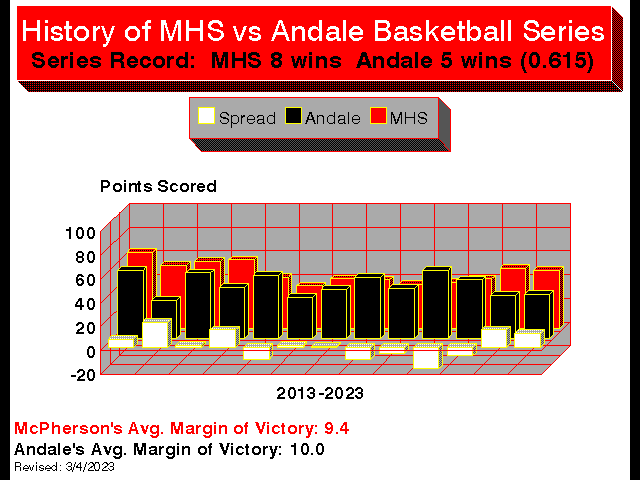 History of MHS vs Andale Basketball Series
Series Record: MHS 8 wins Andale 5 wins (0.615)
Spread Andale MHS
Points Scored
100
80
60
40
20
0
-20
2013-2023
McPherson's Avg. Margin of Victory: 9.4
Andale's Avg. Margin of Victory: 10.0
Revised: 3/4/2023